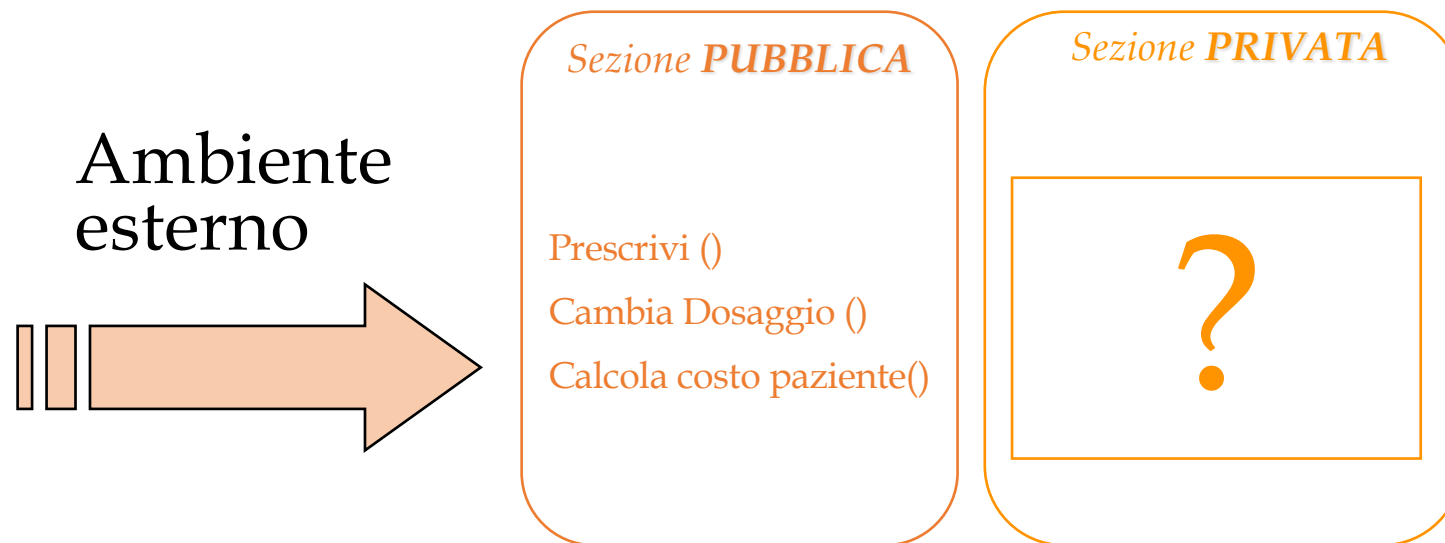 Ambiente
esterno
Sezione PUBBLICA
Prescrivi ()
Cambia Dosaggio ()
Calcola costo paziente()
Sezione PRIVATA
?